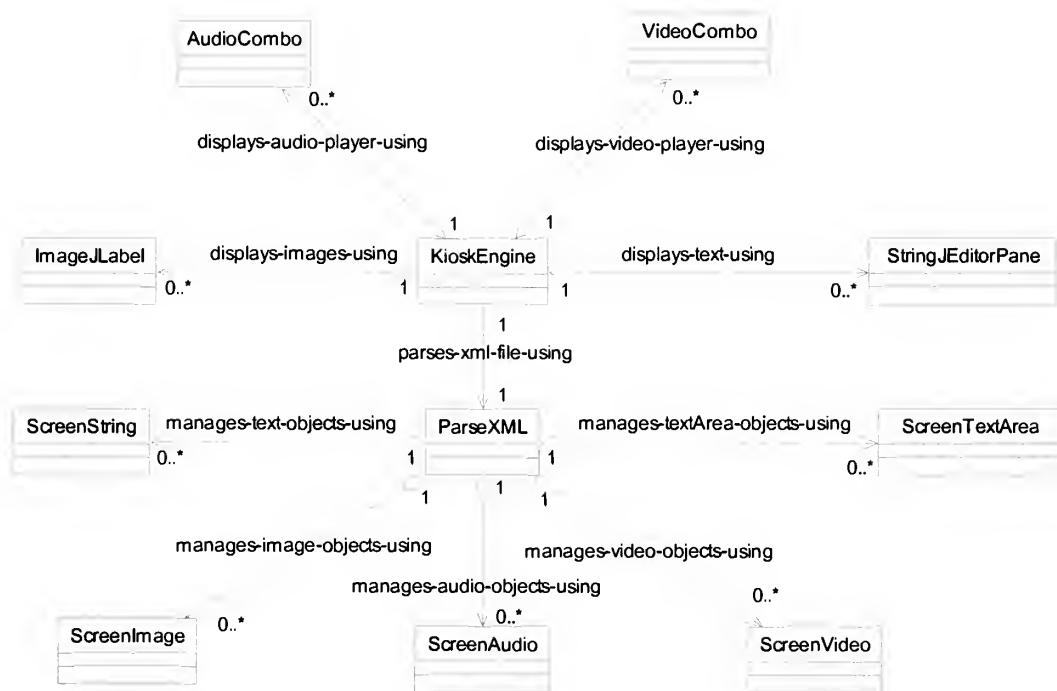 AudioCombo
VideoCombo
0..*
0..*
displays-audio-player-using
displays-video-player-using
1
1
ImageJLabel
displays-images-using
KioskEngine
displays-text-using
StringJEditorPane
0..*
1
1
0..*
1
parses-xml-file-using
1
ScreenString
manages-text-objects-using
ParseXML
manages-textArea-objects-using
ScreenTextArea
0..*
1
1
0..*
1
1
1
manages-image-objects-using
manages-video-objects-using
manages-audio-objects-using
0..*
0..*
0..*
ScreenImage
ScreenAudio
ScreenVideo